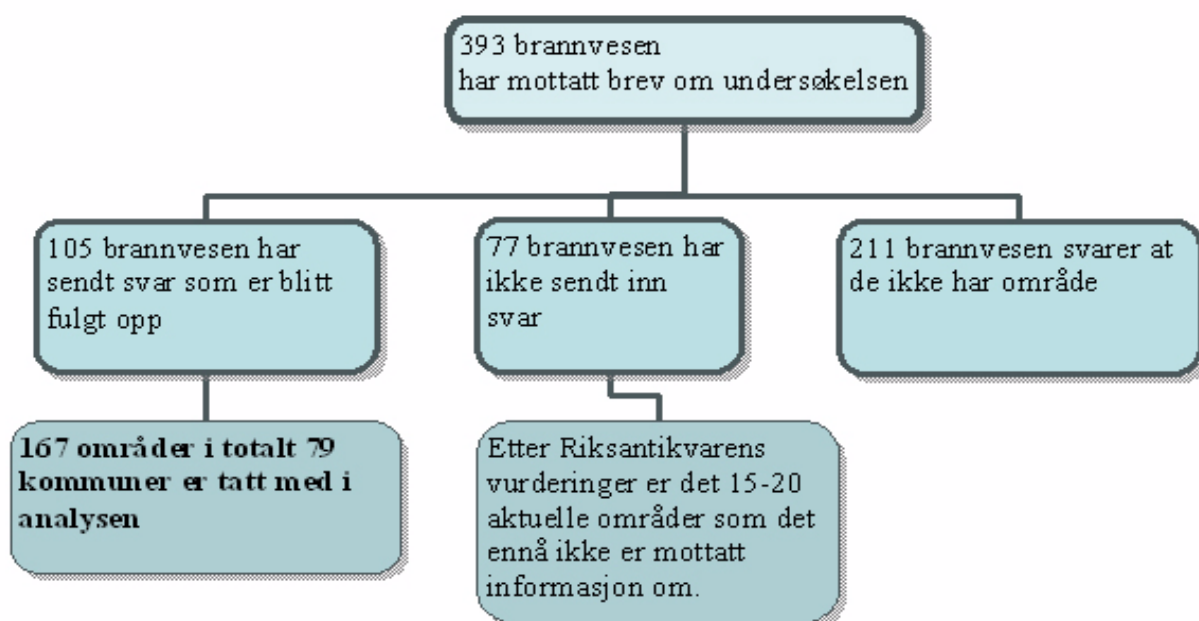 393 brannvesen
har mottatt brev om undersøkelsen
105 brannvesen har
sendt svar som er blitt
fulgt opp
77 brannvesen har
ikke sendt inn
svar
211 brannvesen svarer at
de ikke har område
167 områder i totalt 79
kommuner er tatt med i
analysen
Etter Riksantikvarens
vurderinger er det 15-20
aktuelle områder som det
ennå ikke er mottatt
informasjon om.